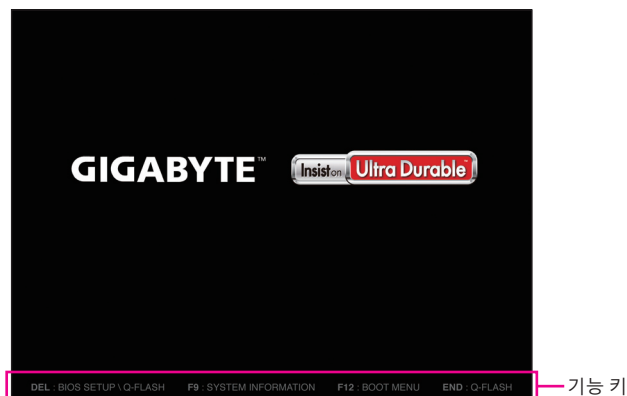 GIGABYTE™ Insist on Ultra Durable™
DEL : BIOS SETUP \ Q-FLASH F9 : SYSTEM INFORMATION F12 : BOOT MENU END : Q-FLASH 기능 키